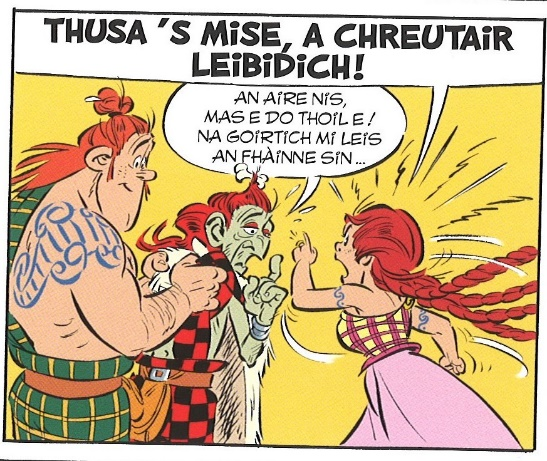 THUSA 'S MISE, A CHREUTAIR
LEIBIDICH!
AN AIRE NIS,
MAS E DO THOIL E!
NA GOIRTICH MI LEIS
AN FHÀINNE SIN...